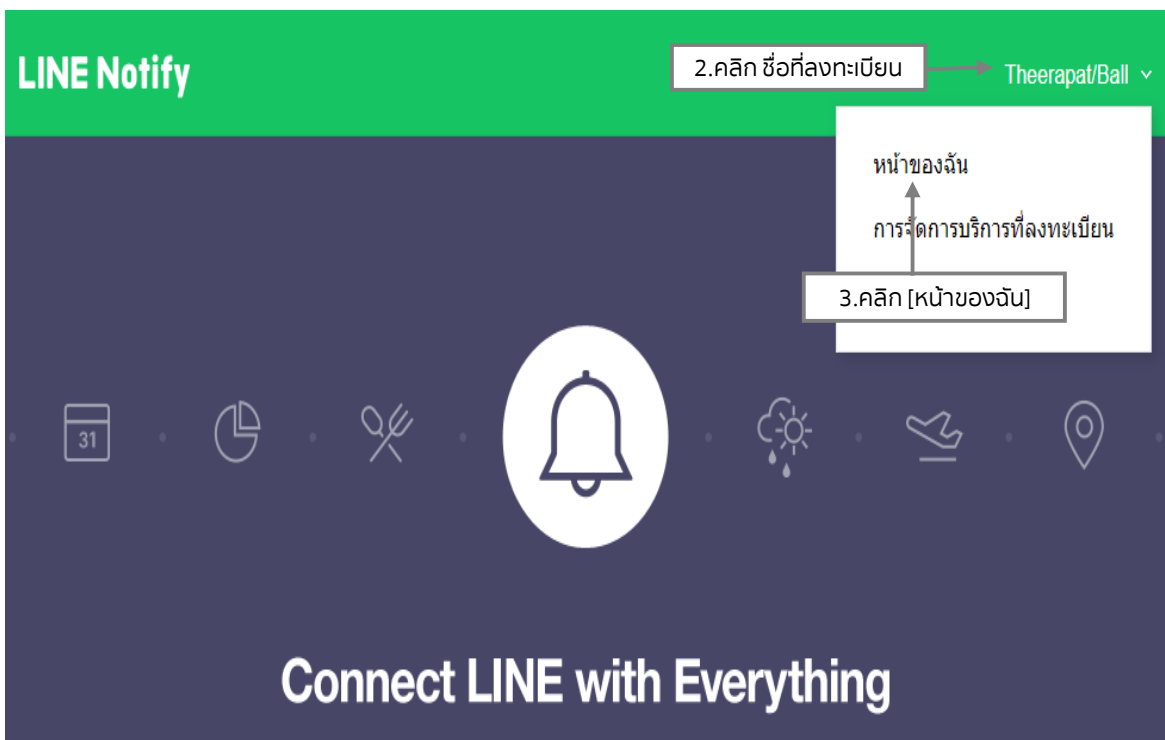 LINE Notify
2.คลิก ชื่อที่ลงทะเบียน
Theerapat/Ball
หน้าของฉัน
การจัดการบริการที่ลงทะเบียน
3.คลิก [หน้าของฉัน]
31
Connect LINE with Everything